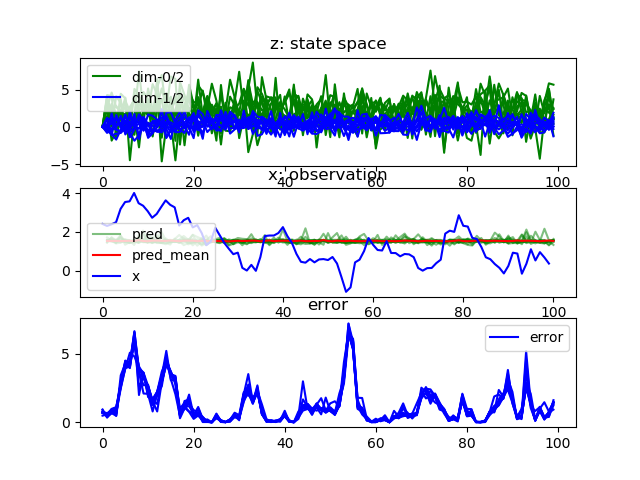 z: state space
5
0
−5
dim-0/2
dim-1/2
0 20 40 60 80 100
x: observation
4
2
0
pred
pred_mean
x
0 20 40 60 80 100
error
5
0
error
0 20 40 60 80 100